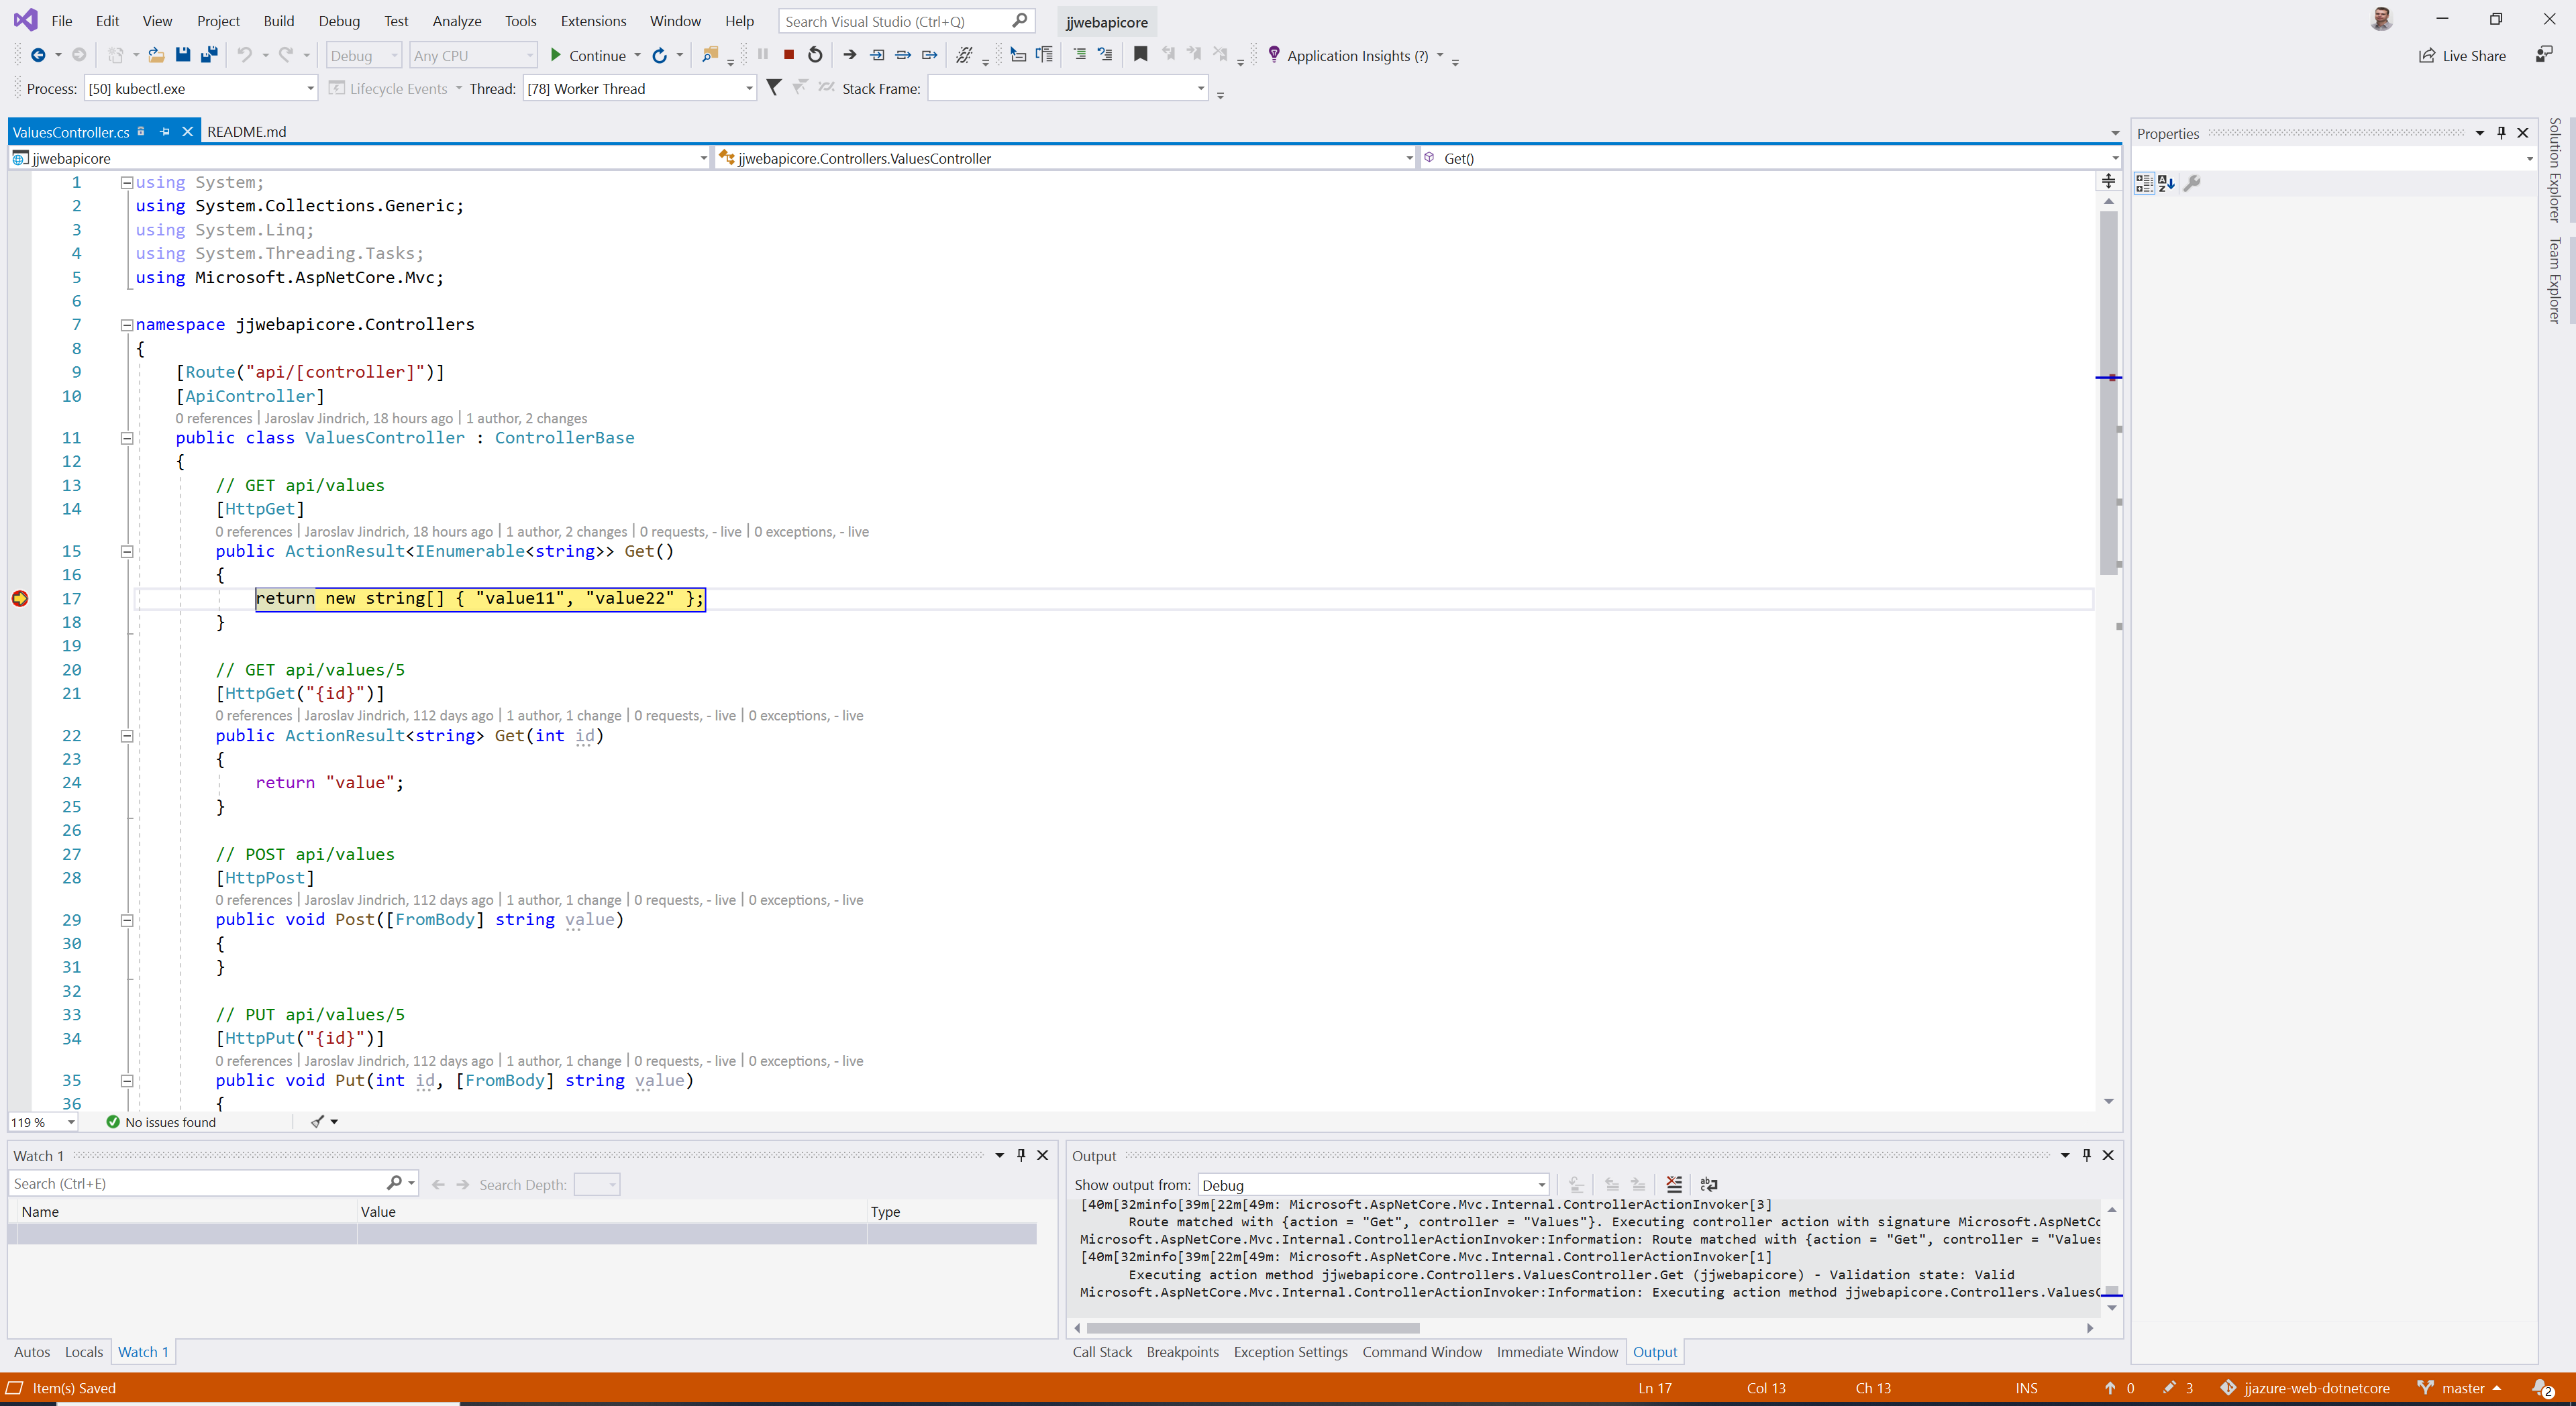 File Edit View Project Build Debug Test Analyze Tools Extensions Window Help Search Visual Studio (Ctrl+Q) jjwebapicore
Debug Any CPU Continue Application Insights (?) Live Share
Process: [50] kubectl.exe Lifecycle Events Thread: [78] Worker Thread Stack Frame:
ValuesController.cs README.md
jjwebapicore jjwebapicore.Controllers.ValuesController Get()
1 using System;
2 using System.Collections.Generic;
3 using System.Linq;
4 using System.Threading.Tasks;
5 using Microsoft.AspNetCore.Mvc;
6
7 namespace jjwebapicore.Controllers
8 {
9 [Route("api/[controller]")]
10 [ApiController]
0 references | Jaroslav Jindrich, 18 hours ago | 1 author, 2 changes
11 public class ValuesController : ControllerBase
12 {
13 // GET api/values
14 [HttpGet]
0 references | Jaroslav Jindrich, 18 hours ago | 1 author, 2 changes | 0 requests, - live | 0 exceptions, - live
15 public ActionResult<IEnumerable<string>> Get()
16 {
17 return new string[] { "value11", "value22" };
18 }
19
20 // GET api/values/5
21 [HttpGet("{id}")]
0 references | Jaroslav Jindrich, 112 days ago | 1 author, 1 change | 0 requests, - live | 0 exceptions, - live
22 public ActionResult<string> Get(int id)
23 {
24 return "value";
25 }
26
27 // POST api/values
28 [HttpPost]
0 references | Jaroslav Jindrich, 112 days ago | 1 author, 1 change | 0 requests, - live | 0 exceptions, - live
29 public void Post([FromBody] string value)
30 {
31 }
32
33 // PUT api/values/5
34 [HttpPut("{id}")]
0 references | Jaroslav Jindrich, 112 days ago | 1 author, 1 change | 0 requests, - live | 0 exceptions, - live
35 public void Put(int id, [FromBody] string value)
36 {
119 % No issues found
Properties
Solution Explorer
Team Explorer
Watch 1
Search (Ctrl+E) Search Depth:
Name Value Type
Autos Locals Watch 1
Output
Show output from: Debug
[40m[32minfo[39m[22m[49m: Microsoft.AspNetCore.Mvc.Internal.ControllerActionInvoker[3]
Route matched with {action = "Get", controller = "Values"}. Executing controller action with signature Microsoft.AspNetCo
Microsoft.AspNetCore.Mvc.Internal.ControllerActionInvoker:Information: Route matched with {action = "Get", controller = "Values
[40m[32minfo[39m[22m[49m: Microsoft.AspNetCore.Mvc.Internal.ControllerActionInvoker[1]
Executing action method jjwebapicore.Controllers.ValuesController.Get (jjwebapicore) - Validation state: Valid
Microsoft.AspNetCore.Mvc.Internal.ControllerActionInvoker:Information: Executing action method jjwebapicore.Controllers.ValuesC
Call Stack Breakpoints Exception Settings Command Window Immediate Window Output
Item(s) Saved Ln 17 Col 13 Ch 13 INS 0 3 jjazure-web-dotnetcore master 2